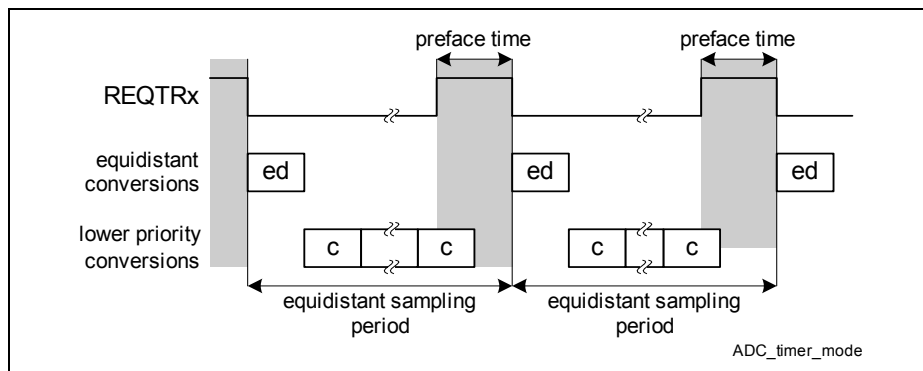 preface time preface time
REQTRx
equidistant
conversions
ed ed ed
lower priority
conversions
c c c c
equidistant sampling
period
equidistant sampling
period
ADC_timer_mode